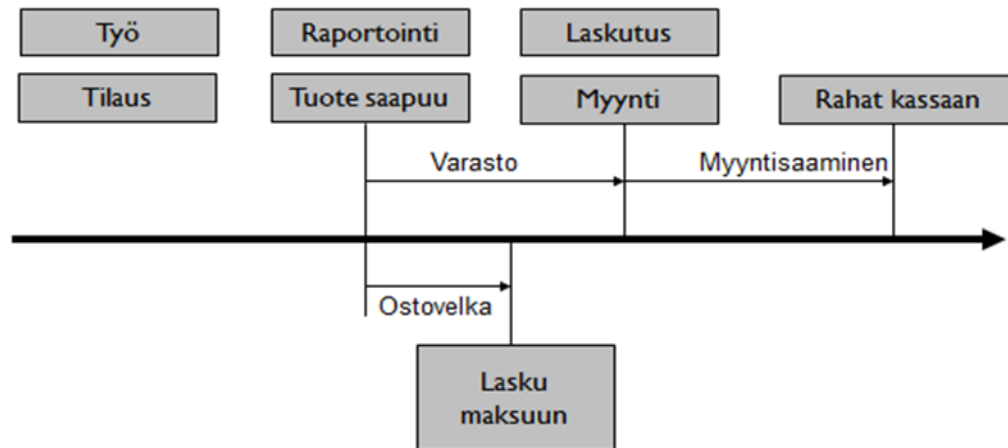 Työ
Raportointi
Laskutus
Tilaus
Tuote saapuu
Myynti
Rahat kassaan
Varasto
Myyntisaaminen
Ostovelka
Lasku
maksuun